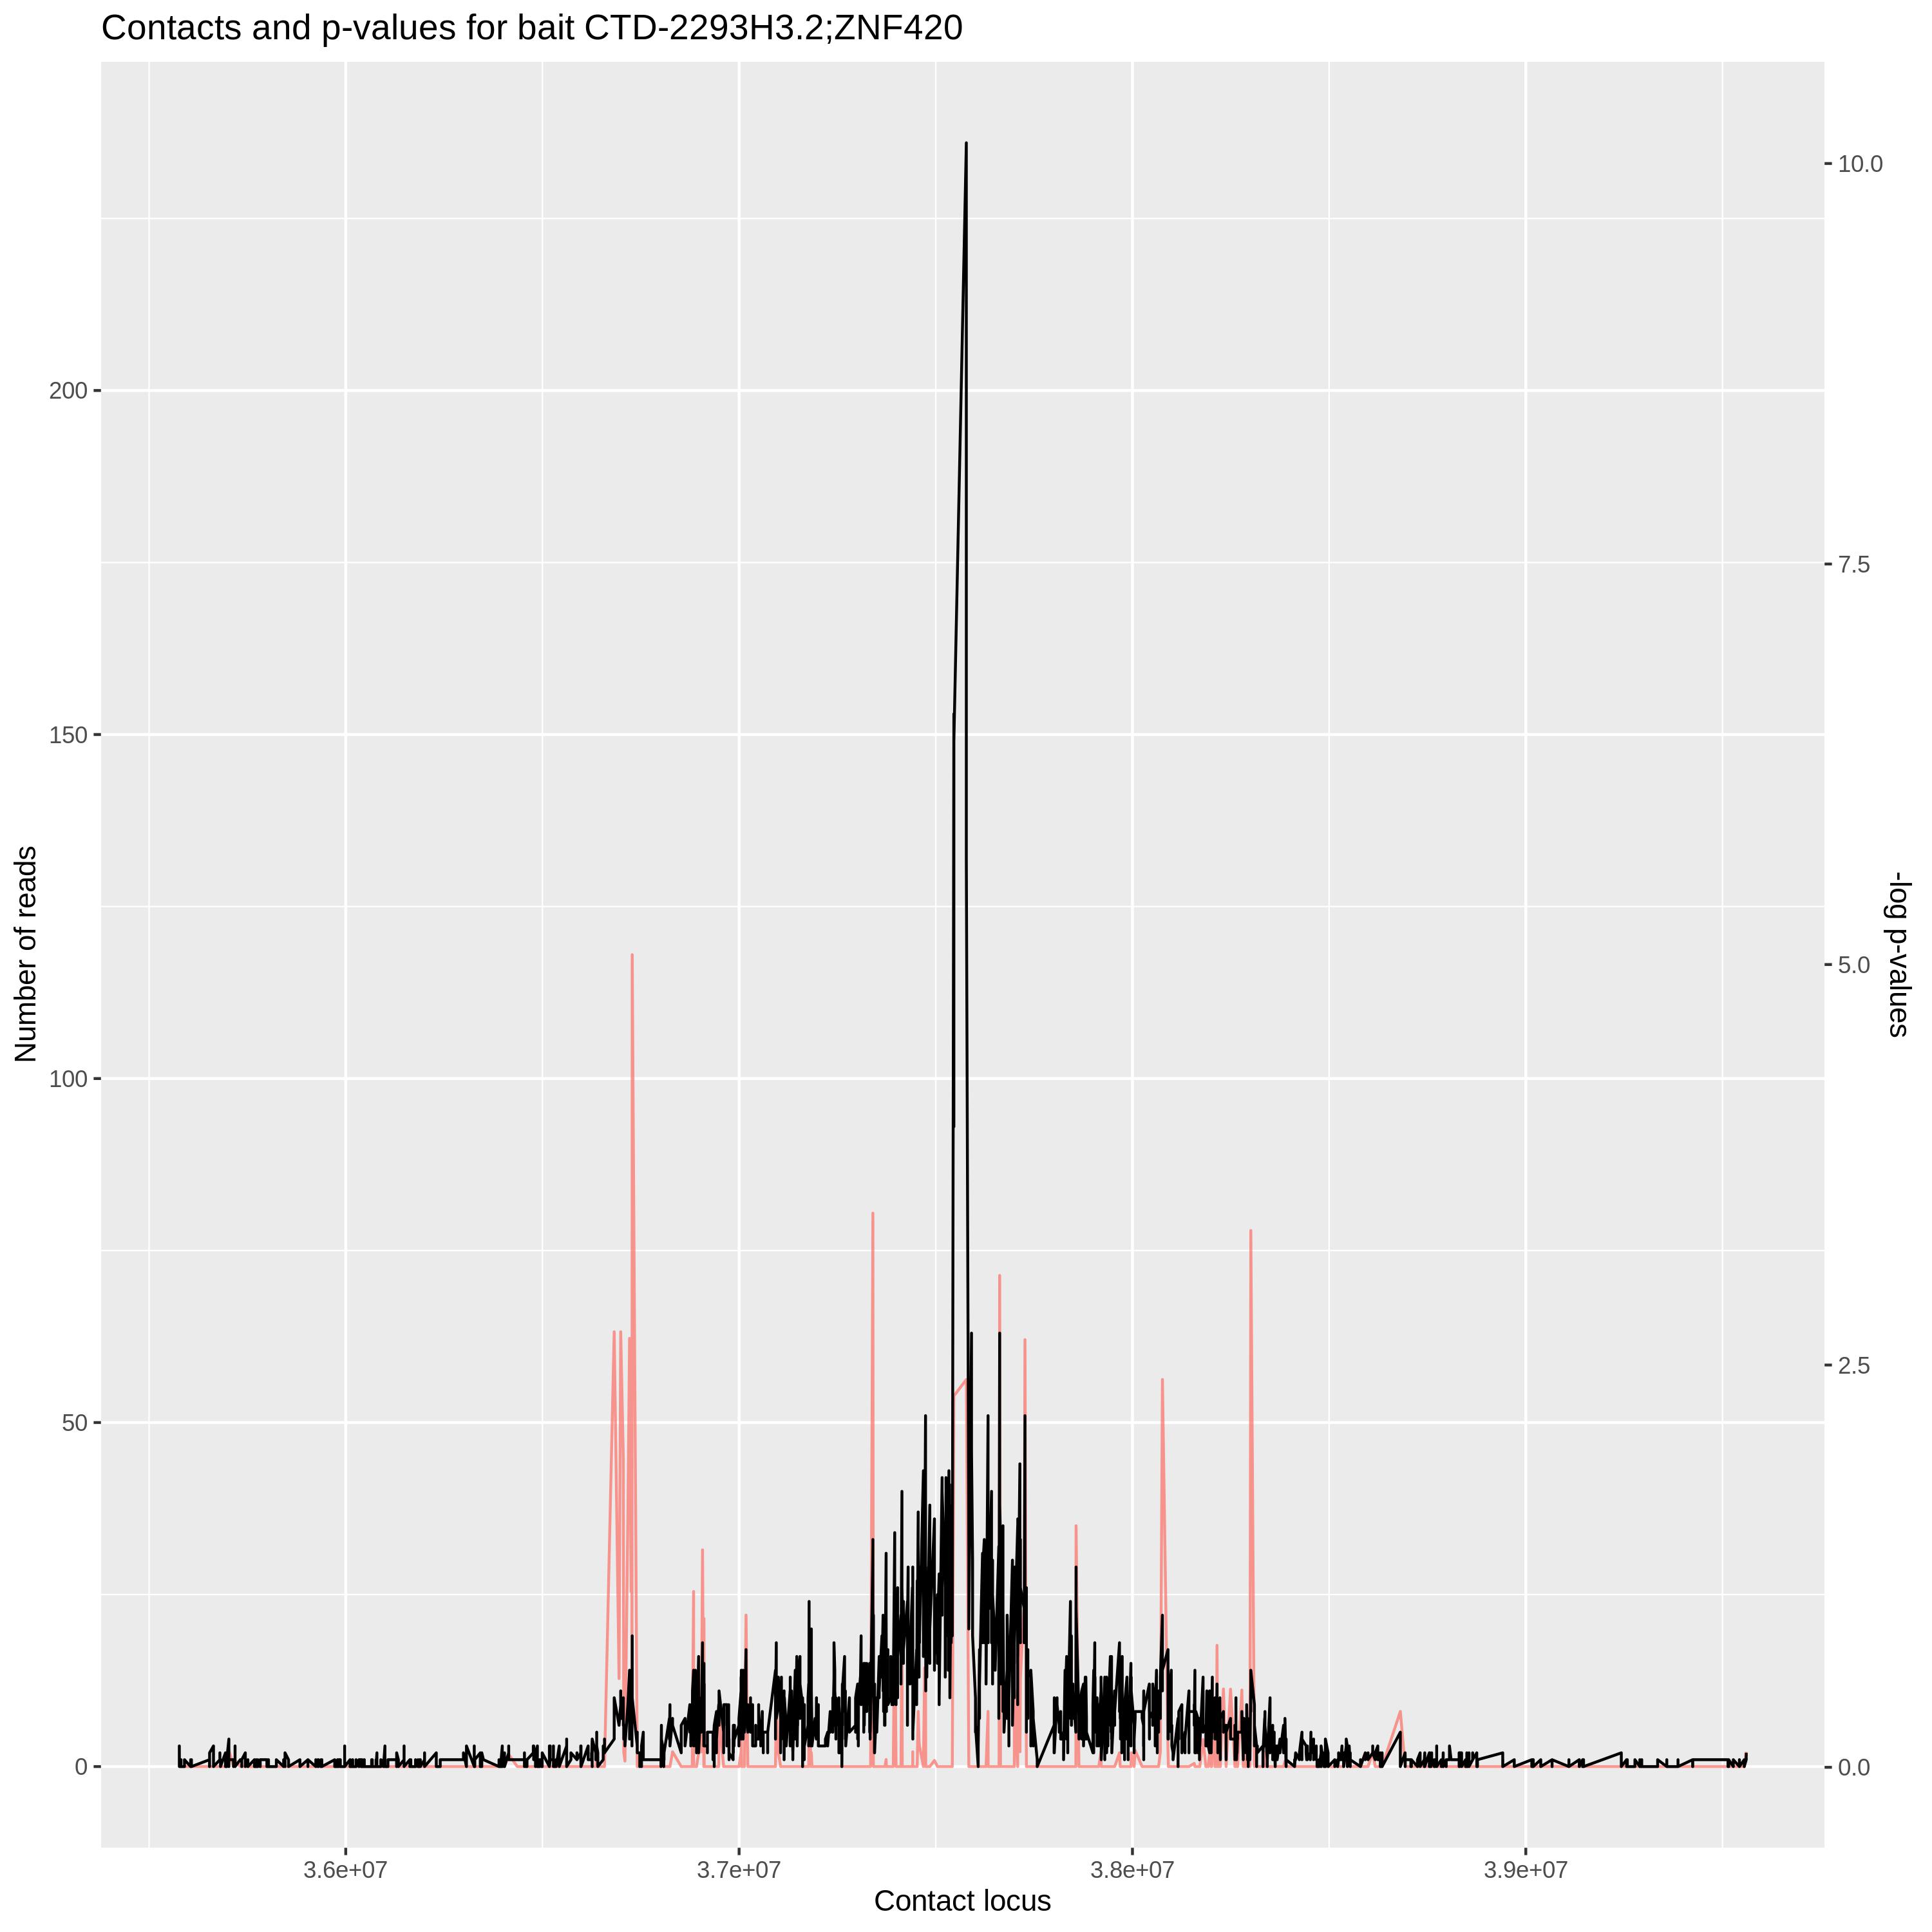 Contacts and p-values for bait CTD-2293H3.2;ZNF420
10.0
200
7.5
150
Number of reads
-log p-values
5.0
100
2.5
50
0
0.0
3.6e+07 3.7e+07 3.8e+07 3.9e+07
Contact locus